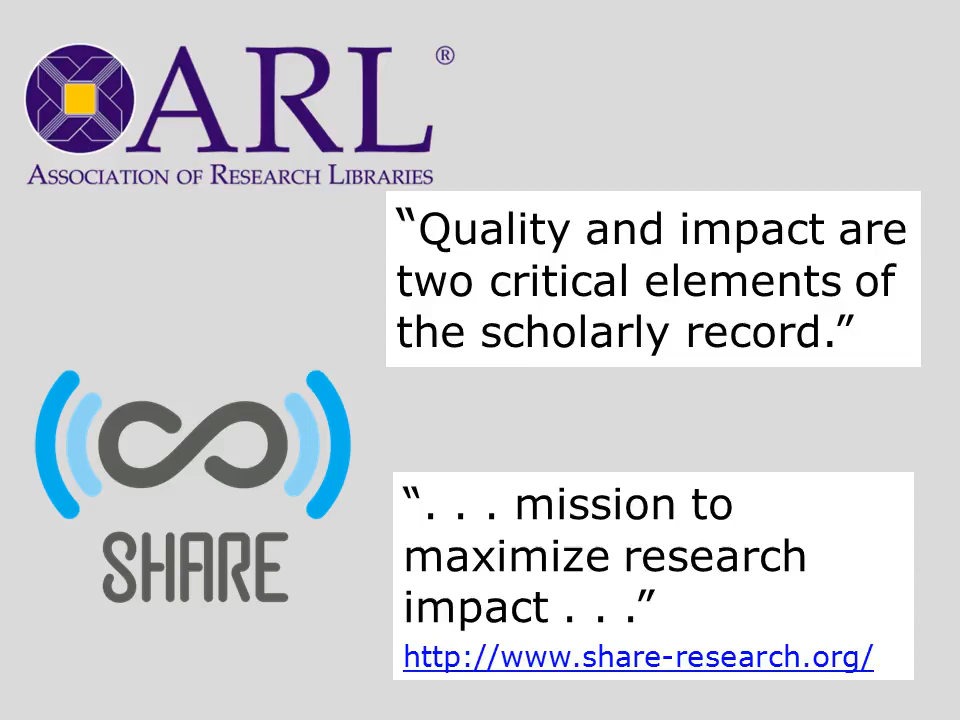 ARL®
ASSOCIATION OF RESEARCH LIBRARIES
“Quality and impact are
two critical elements of
the scholarly record.”
SHARE
“. . . mission to
maximize research
impact . . .”
http://www.share-research.org/